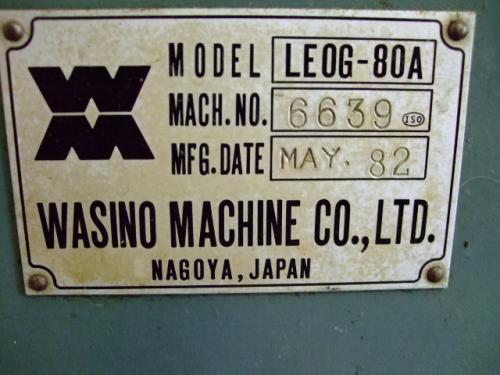 MODEL LEOG-80A
MACH.NO. 6639 ISO
MFG.DATE MAY. 82
WASINO MACHINE CO.,LTD.
NAGOYA, JAPAN